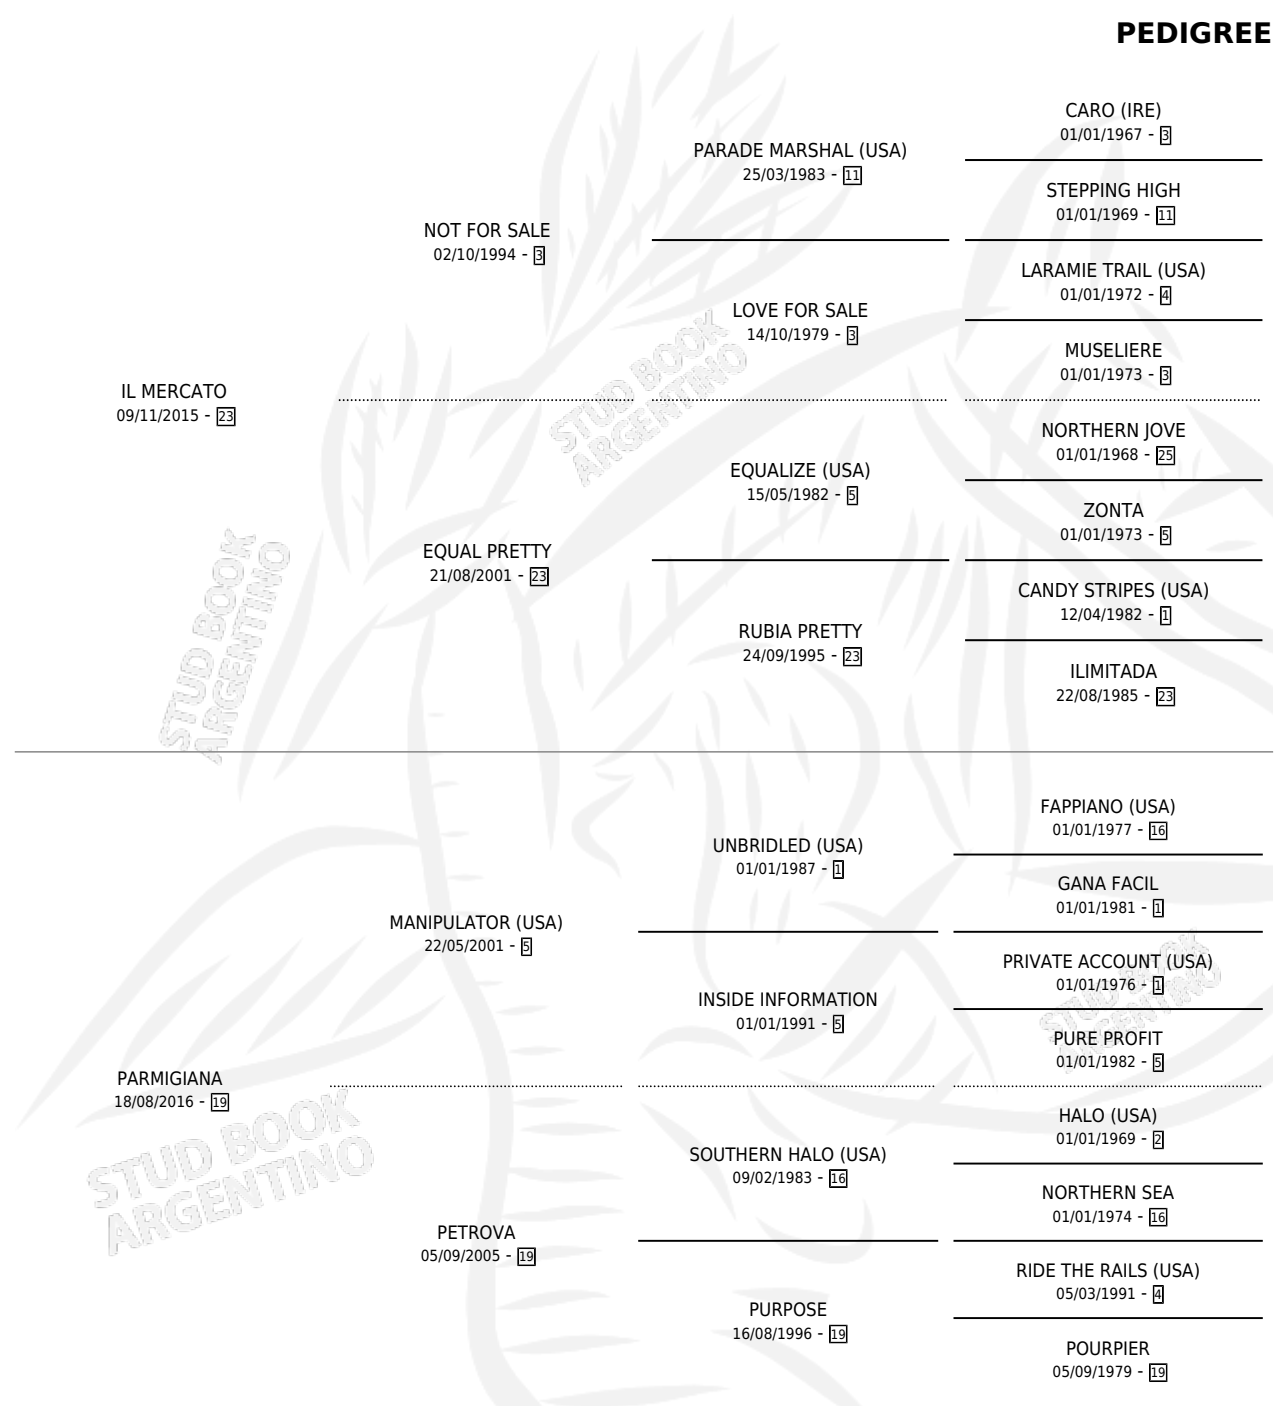 PEDIGREE
CARO (IRE)
01/01/1967 - 3
PARADE MARSHAL (USA)
25/03/1983 - 11
STEPPING HIGH
01/01/1969 - 11
NOT FOR SALE
02/10/1994 - 3
LARAMIE TRAIL (USA)
01/01/1972 - 4
LOVE FOR SALE
14/10/1979 - 3
MUSELIERE
01/01/1973 - 3
IL MERCATO
09/11/2015 - 23
NORTHERN JOVE
01/01/1968 - 25
EQUALIZE (USA)
15/05/1982 - 5
ZONTA
01/01/1973 - 5
EQUAL PRETTY
21/08/2001 - 23
CANDY STRIPES (USA)
12/04/1982 - 1
RUBIA PRETTY
24/09/1995 - 23
ILIMITADA
22/08/1985 - 23
FAPPIANO (USA)
01/01/1977 - 16
UNBRIDLED (USA)
01/01/1987 - 1
GANA FACIL
01/01/1981 - 1
MANIPULATOR (USA)
22/05/2001 - 5
PRIVATE ACCOUNT (USA)
01/01/1976 - 1
INSIDE INFORMATION
01/01/1991 - 5
PURE PROFIT
01/01/1982 - 5
PARMIGIANA
18/08/2016 - 19
HALO (USA)
01/01/1969 - 2
SOUTHERN HALO (USA)
09/02/1983 - 16
NORTHERN SEA
01/01/1974 - 16
PETROVA
05/09/2005 - 19
RIDE THE RAILS (USA)
05/03/1991 - 4
PURPOSE
16/08/1996 - 19
POURPIER
05/09/1979 - 19
STUD BOOK
ARGENTINO
STUD BOOK
ARGENTINO
STUD BOOK
ARGENTINO
STUD BOOK
ARGENTINO